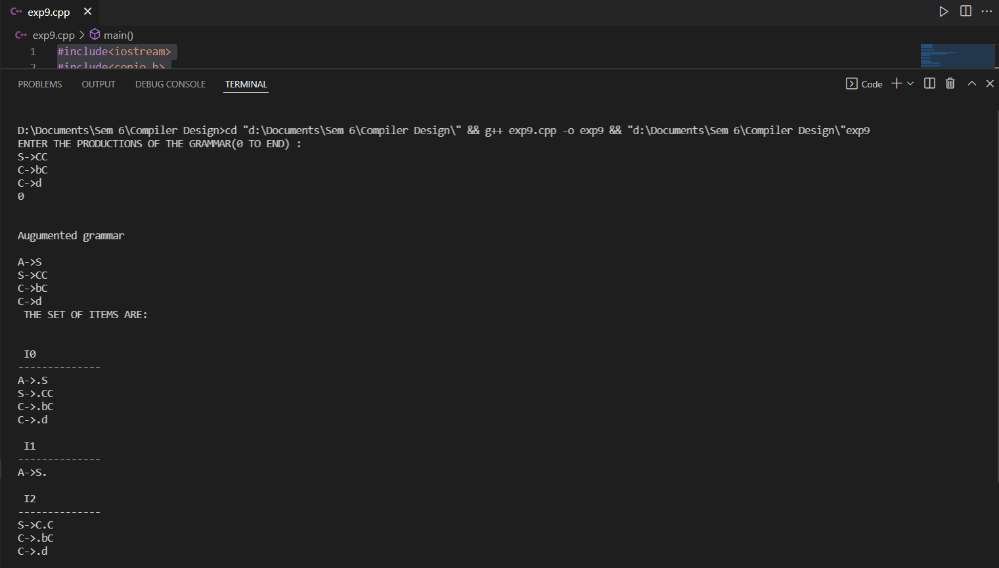 exp9.cpp
exp9.cpp > main()
1 #include<iostream>
2 #include<conio.h>
PROBLEMS OUTPUT DEBUG CONSOLE TERMINAL Code
D:\Documents\Sem 6\Compiler Design>cd "d:\Documents\Sem 6\Compiler Design\" && g++ exp9.cpp -o exp9 && "d:\Documents\Sem 6\Compiler Design\"exp9
ENTER THE PRODUCTIONS OF THE GRAMMAR(0 TO END) :
S->CC
C->bC
C->d
0
Augumented grammar
A->S
S->CC
C->bC
C->d
THE SET OF ITEMS ARE:
I0
--------------
A->.S
S->.CC
C->.bC
C->.d
I1
--------------
A->S.
I2
--------------
S->C.C
C->.bC
C->.d